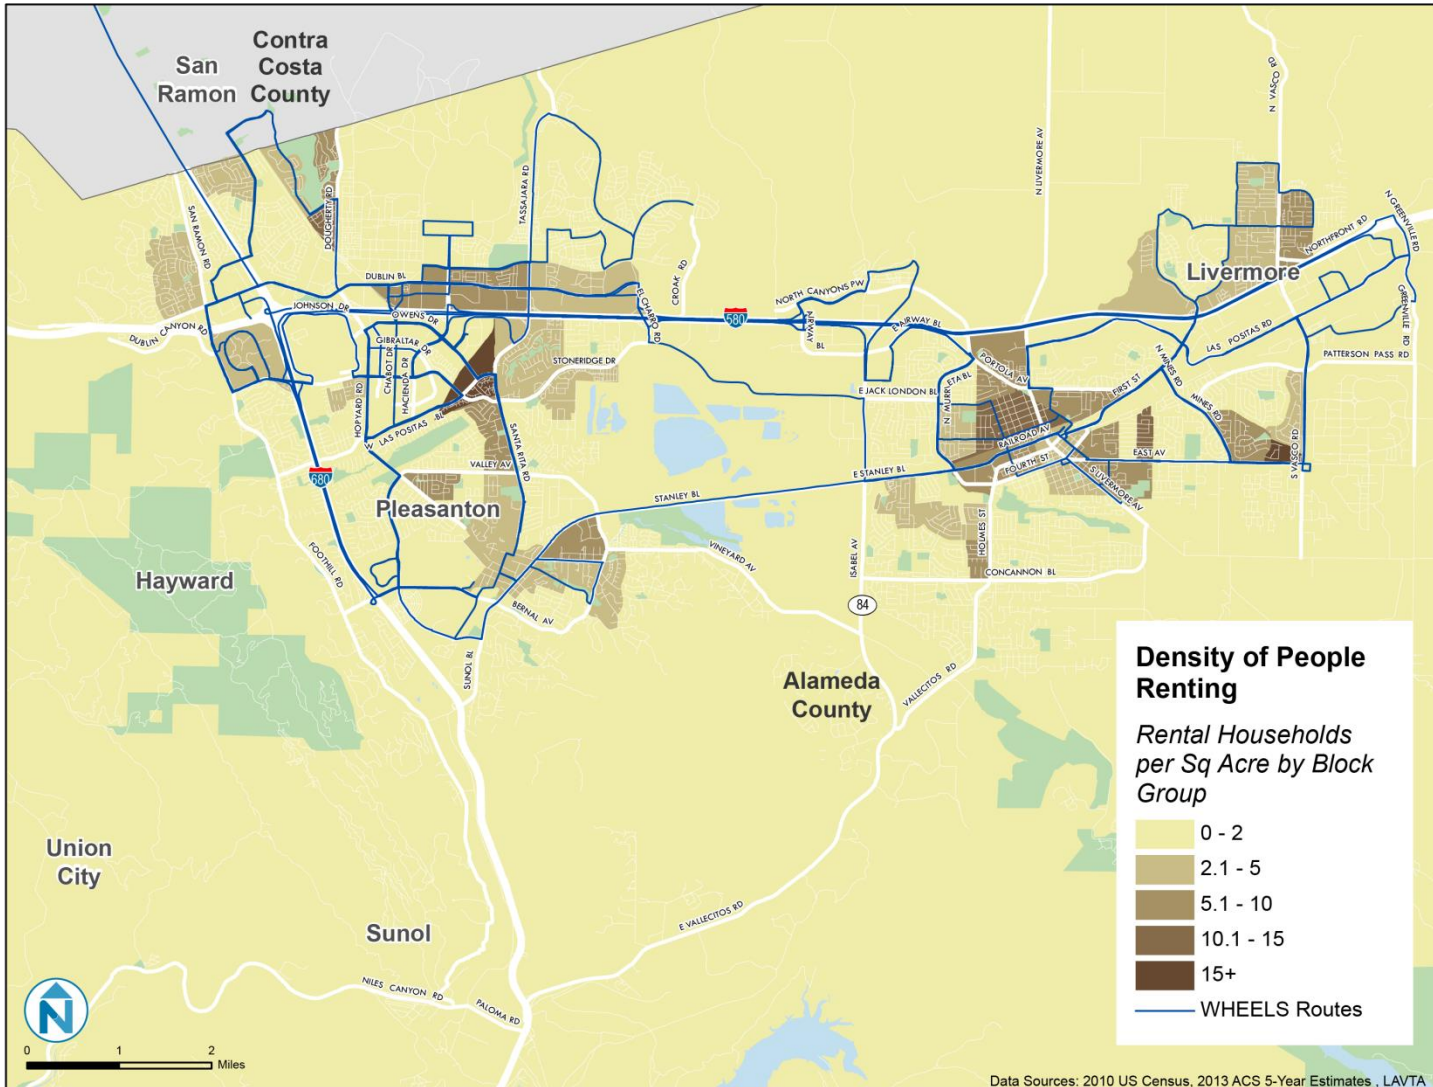 Contra
Costa
County
San
Ramon
SAN RAMON RD
DOUGHERTY RD
TASSAJARA RD
N LIVERMORE AV
N VASCO RD
N GREENVILLE RD
NORTHFRONT RD
Livermore
DUBLIN BL
CROAK RD
NORTH CANYONS PW
JOHNSON DR
OWENS DR
EL CHARRO RD
580
AIRWAY
BL
E AIRWAY BL
GREENVILLE RD
DUBLIN CANYON RD
GIBRALTAR DR
CHABOT DR
HACIENDA DR
STONERIDGE DR
LAS POSITAS RD
PATTERSON PASS RD
PORTOLA AV
N MINES RD
HOPYARD RD
E JACK LONDON BL
N MURRIETA BL
FIRST ST
MINES RD
W LAS POSITAS BL
SANTA RITA RD
RAILROAD AV
EAST AV
S VASCO RD
680
VALLEY AV
E STANLEY BL
FOURTH ST
S LIVERMORE AV
STANLEY BL
Pleasanton
HOLMES ST
FOOTHILL RD
VINEYARD AV
ISABEL AV
CONCANNON BL
Hayward
BERNAL AV
84
SUNOL BL
Alameda
County
VALLECITOS RD
Union
City
Sunol
E VALLECITOS RD
NILES CANYON RD
PALOMA RD
Density of People
Renting
Rental Households
per Sq Acre by Block
Group
0 - 2
2.1 - 5
5.1 - 10
10.1 - 15
15+
WHEELS Routes
N
0 1 2
Miles
Data Sources: 2010 US Census, 2013 ACS 5-Year Estimates . LAVTA